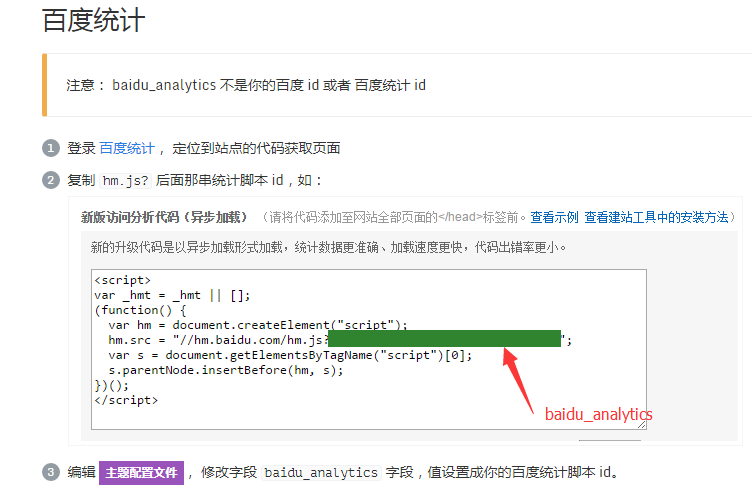 百度统计
注意： baidu_analytics 不是你的百度 id 或者 百度统计 id
1 登录 百度统计 ，定位到站点的代码获取页面
2 复制 hm.js? 后面那串统计脚本 id，如：
新版访问分析代码（异步加载） （请将代码添加至网站全部页面的</head>标签前。查看示例 查看建站工具中的安装方法）
新的升级代码是以异步加载形式加载，统计数据更准确、加载速度更快，代码出错率更小。
<script>
var _hmt = _hmt || [];
(function() {
var hm = document.createElement("script");
hm.src = "//hm.baidu.com/hm.js? ";
var s = document.getElementsByTagName("script")[0];
s.parentNode.insertBefore(hm, s);
})();
</script>
baidu_analytics
3 编辑 主题配置文件 ，修改字段 baidu_analytics 字段，值设置成你的百度统计脚本 id。